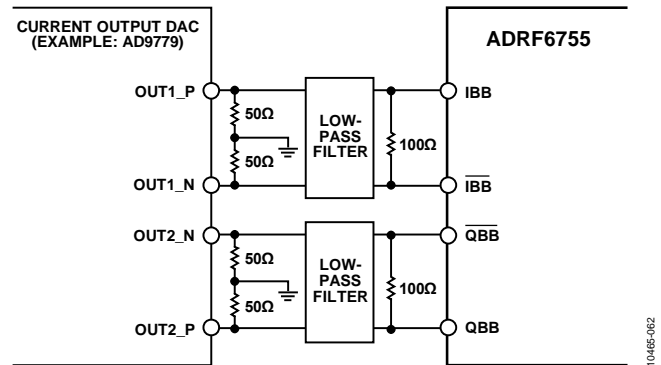 CURRENT OUTPUT DAC
(EXAMPLE: AD9779)
ADRF6755
OUT1_P
IBB
50Ω
LOW-
PASS
FILTER
100Ω
50Ω
OUT1_N
IBB
OUT2_N
QBB
50Ω
LOW-
PASS
FILTER
100Ω
50Ω
OUT2_P
QBB
10465-062